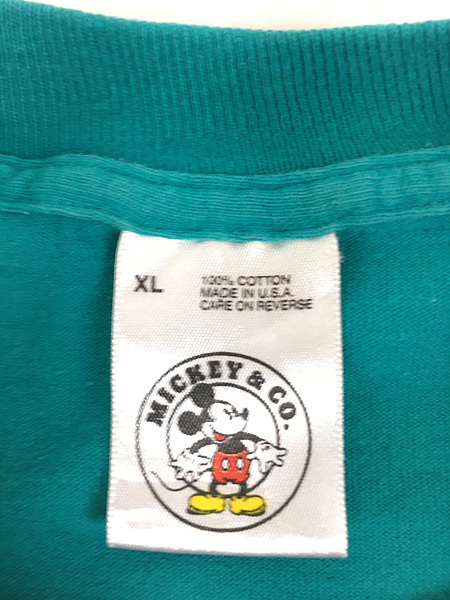 XL
100% COTTON
MADE IN U.S.A.
CARE ON REVERSE
MICKEY & CO.